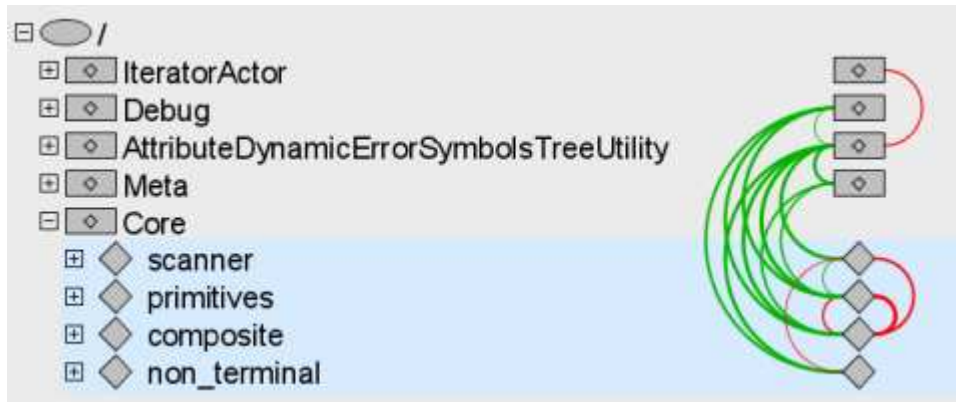 /
IteratorActor
Debug
AttributeDynamicErrorSymbolsTreeUtility
Meta
Core
scanner
primitives
composite
non_terminal